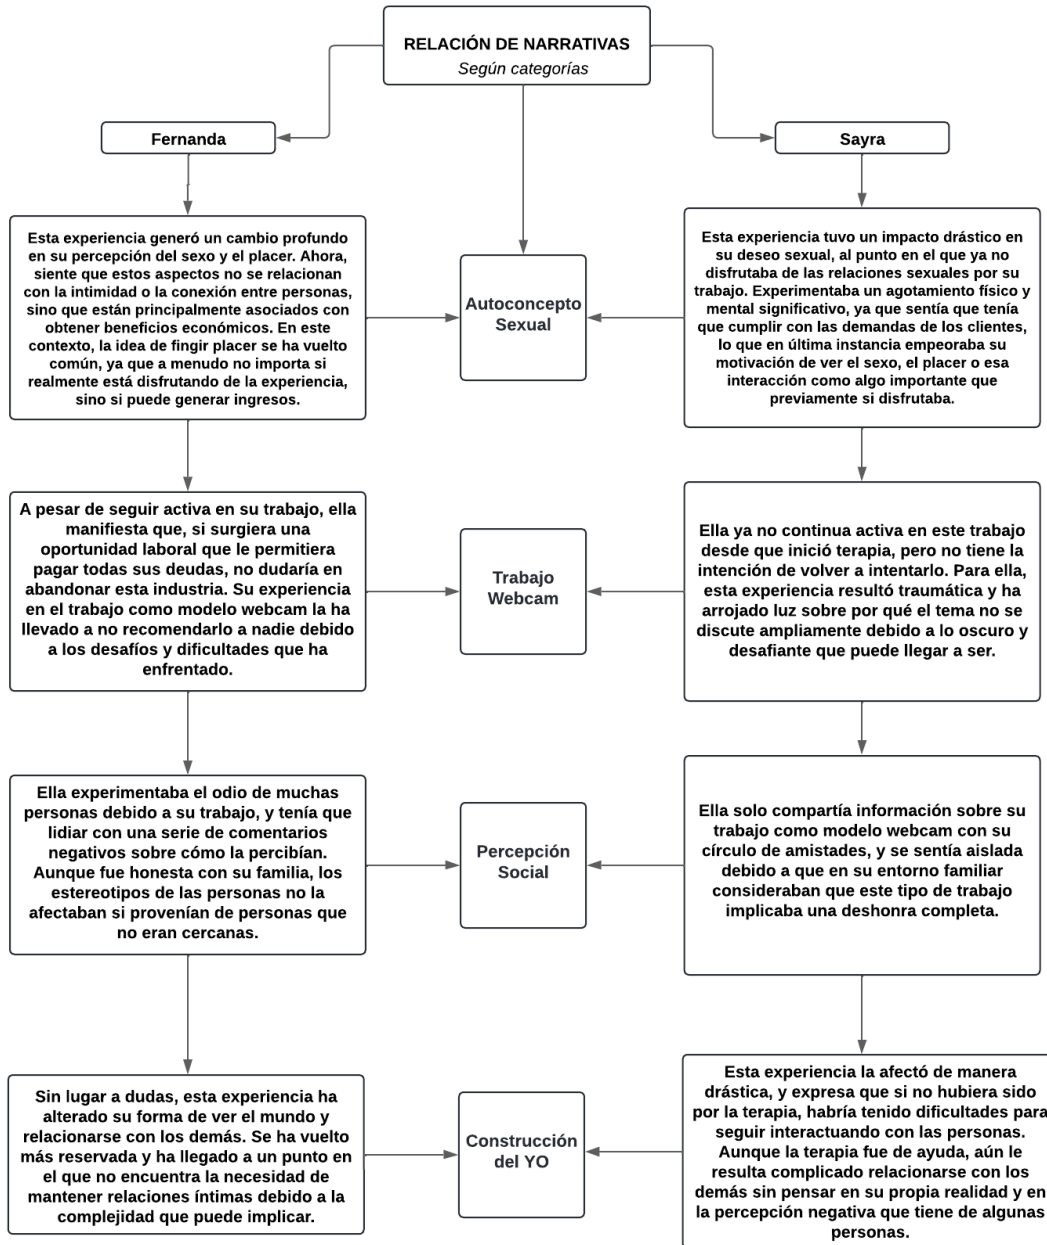 RELACIÓN DE NARRATIVAS
Según categorías
Fernanda
Sayra
Esta experiencia generó un cambio profundo
en su percepción del sexo y el placer. Ahora,
siente que estos aspectos no se relacionan
con la intimidad o la conexión entre personas,
sino que están principalmente asociados con
obtener beneficios económicos. En este
contexto, la idea de fingir placer se ha vuelto
común, ya que a menudo no importa si
realmente está disfrutando de la experiencia,
sino si puede generar ingresos.
Autoconcepto
Sexual
Esta experiencia tuvo un impacto drástico en
su deseo sexual, al punto en el que ya no
disfrutaba de las relaciones sexuales por su
trabajo. Experimentaba un agotamiento físico y
mental significativo, ya que sentía que tenía
que cumplir con las demandas de los clientes,
lo que en última instancia empeoraba su
motivación de ver el sexo, el placer o esa
interacción como algo importante que
previamente si disfrutaba.
A pesar de seguir activa en su trabajo, ella
manifiesta que, si surgiera una
oportunidad laboral que le permitiera
pagar todas sus deudas, no dudaría en
abandonar esta industria. Su experiencia
en el trabajo como modelo webcam la ha
llevado a no recomendarlo a nadie debido
a los desafíos y dificultades que ha
enfrentado.
Trabajo
Webcam
Ella ya no continua activa en este trabajo
desde que inició terapia, pero no tiene la
intención de volver a intentarlo. Para ella,
esta experiencia resultó traumática y ha
arrojado luz sobre por qué el tema no se
discute ampliamente debido a lo oscuro y
desafiante que puede llegar a ser.
Ella experimentaba el odio de muchas
personas debido a su trabajo, y tenía que
lidiar con una serie de comentarios
negativos sobre cómo la percibían.
Aunque fue honesta con su familia, los
estereotipos de las personas no la
afectaban si provenían de personas que
no eran cercanas.
Percepción
Social
Ella solo compartía información sobre su
trabajo como modelo webcam con su
círculo de amistades, y se sentía aislada
debido a que en su entorno familiar
consideraban que este tipo de trabajo
implicaba una deshonra completa.
Sin lugar a dudas, esta experiencia ha
alterado su forma de ver el mundo y
relacionarse con los demás. Se ha vuelto
más reservada y ha llegado a un punto en
el que no encuentra la necesidad de
mantener relaciones íntimas debido a la
complejidad que puede implicar.
Construcción
del YO
Esta experiencia la afectó de manera
drástica, y expresa que si no hubiera sido
por la terapia, habría tenido dificultades para
seguir interactuando con las personas.
Aunque la terapia fue de ayuda, aún le
resulta complicado relacionarse con los
demás sin pensar en su propia realidad y en
la percepción negativa que tiene de algunas
personas.